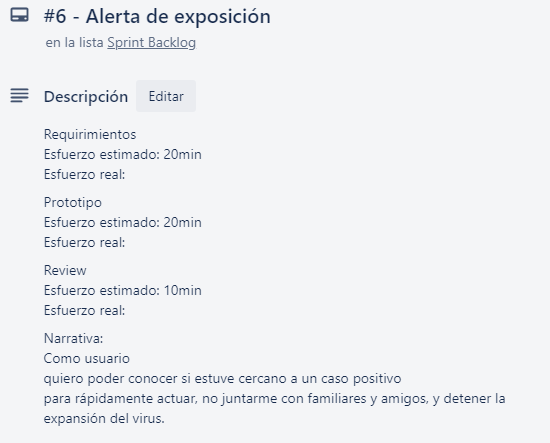 #6 - Alerta de exposición
en la lista Sprint Backlog
Descripción Editar
Requirimientos
Esfuerzo estimado: 20min
Esfuerzo real:
Prototipo
Esfuerzo estimado: 20min
Esfuerzo real:
Review
Esfuerzo estimado: 10min
Esfuerzo real:
Narrativa:
Como usuario
quiero poder conocer si estuve cercano a un caso positivo
para rápidamente actuar, no juntarme con familiares y amigos, y detener la
expansión del virus.